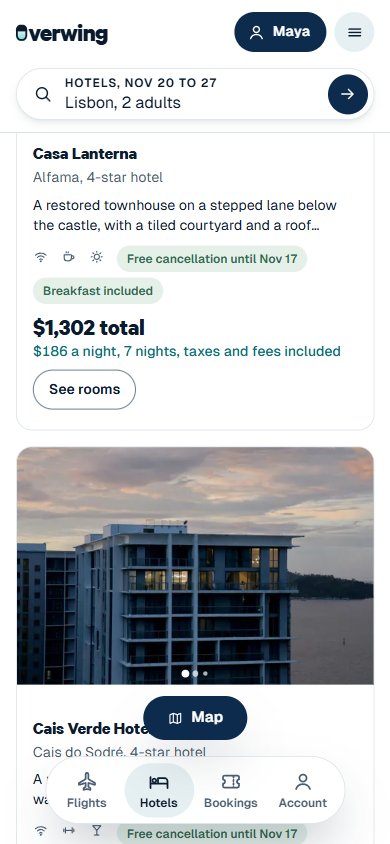 overwing
Maya
HOTELS, NOV 20 TO 27
Lisbon, 2 adults
Casa Lanterna
Alfama, 4-star hotel
A restored townhouse on a stepped lane below
the castle, with a tiled courtyard and a roof…
Free cancellation until Nov 17
Breakfast included
$1,302 total
$186 a night, 7 nights, taxes and fees included
See rooms
Map
Cais Verde
Cais do Sodré, 4-star hotel
A
Flights
Hotels
Bookings
Account
Free cancellation until Nov 17